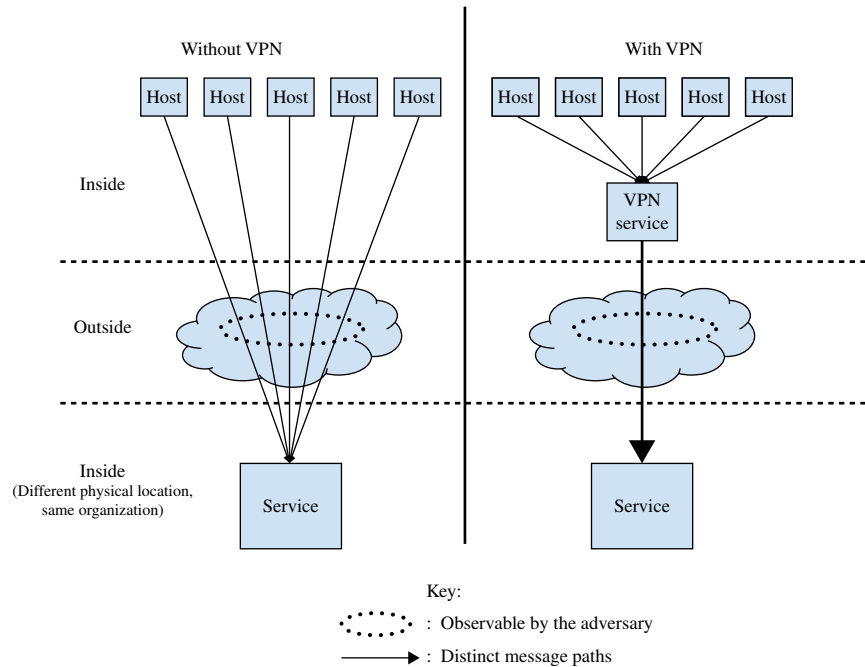 Without VPN
With VPN
Host Host Host Host Host
Host Host Host Host Host
Inside
VPN
service
Outside
Inside
(Different physical location,
same organization)
Service
Service
Key:
: Observable by the adversary
: Distinct message paths